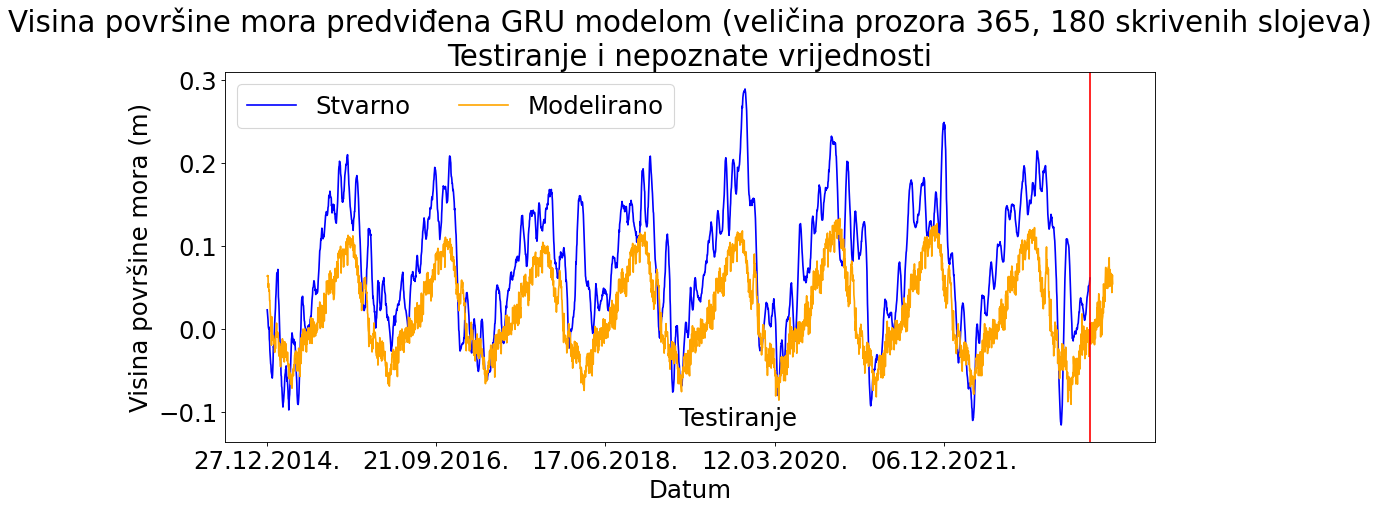 Visina površine mora predviđena GRU modelom (veličina prozora 365, 180 skrivenih slojeva)
Testiranje i nepoznate vrijednosti
Stvarno
Modelirano
Visina površine mora (m)
0.3
0.2
0.1
0.0
−0.1
Testiranje
27.12.2014.
21.09.2016.
17.06.2018.
12.03.2020.
06.12.2021.
Datum